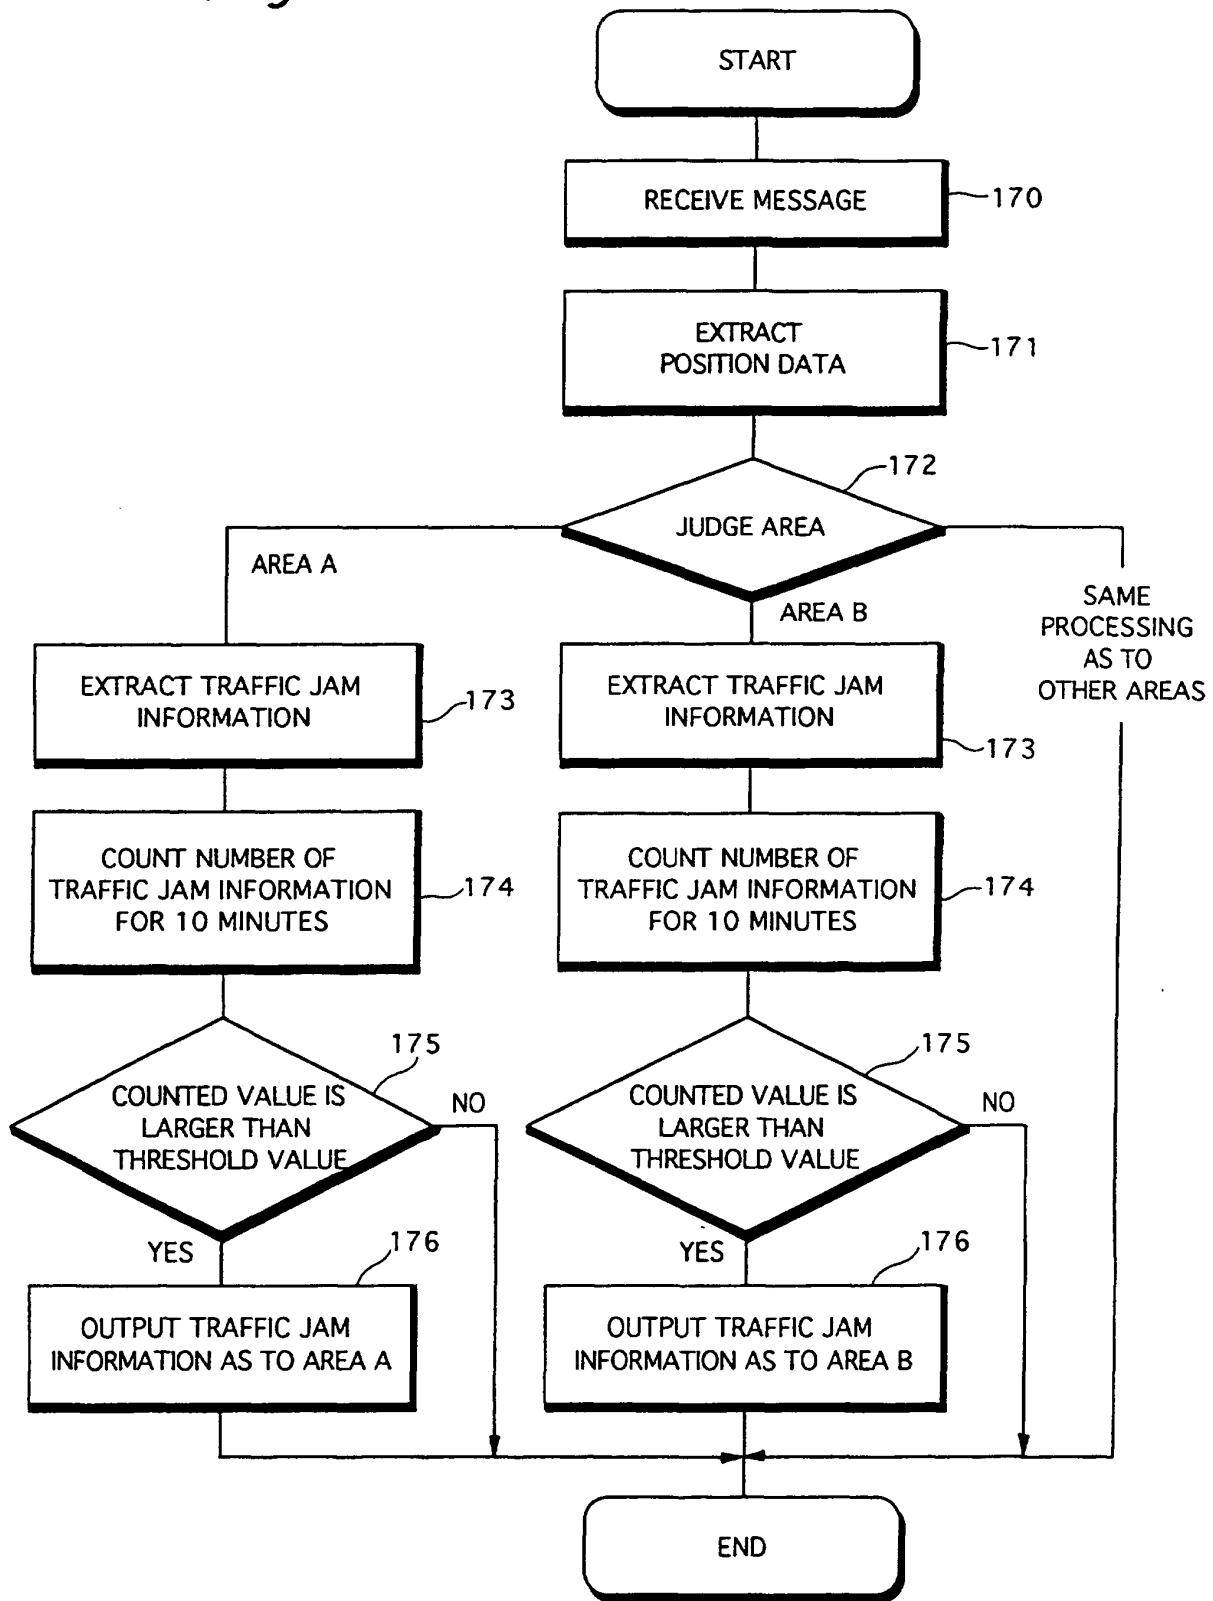 START
RECEIVE MESSAGE
170
EXTRACT
POSITION DATA
171
172
JUDGE AREA
AREA A
AREA B
SAME
PROCESSING
AS TO
OTHER AREAS
EXTRACT TRAFFIC JAM
INFORMATION
173
EXTRACT TRAFFIC JAM
INFORMATION
173
COUNT NUMBER OF
TRAFFIC JAM INFORMATION
FOR 10 MINUTES
174
COUNT NUMBER OF
TRAFFIC JAM INFORMATION
FOR 10 MINUTES
174
175
COUNTED VALUE IS
LARGER THAN
THRESHOLD VALUE
NO
YES
175
COUNTED VALUE IS
LARGER THAN
THRESHOLD VALUE
NO
YES
176
OUTPUT TRAFFIC JAM
INFORMATION AS TO AREA A
176
OUTPUT TRAFFIC JAM
INFORMATION AS TO AREA B
END